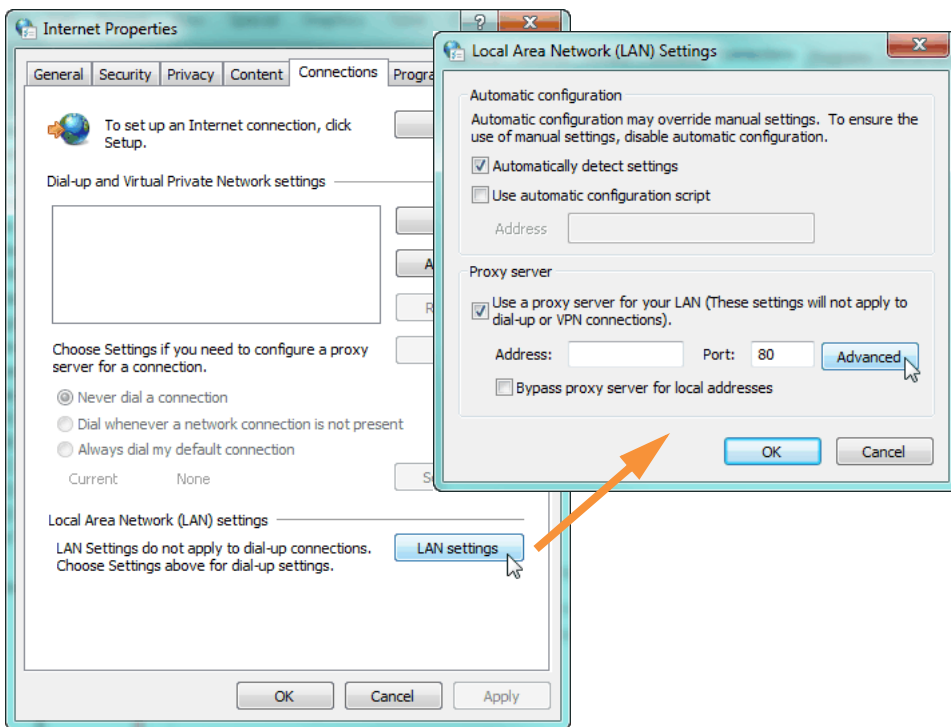 Internet Properties
General Security Privacy Content Connections
To set up an Internet connection, click
Setup.
Dial-up and Virtual Private Network settings
Choose Settings if you need to configure a proxy
server for a connection.
Never dial a connection
Dial whenever a network connection is not present
Always dial my default connection
Current None
Local Area Network (LAN) settings
LAN Settings do not apply to dial-up connections.
Choose Settings above for dial-up settings.
LAN settings
OK Cancel Apply
Local Area Network (LAN) Settings
Automatic configuration
Automatic configuration may override manual settings. To ensure the
use of manual settings, disable automatic configuration.
Automatically detect settings
Use automatic configuration script
Address
Proxy server
Use a proxy server for your LAN (These settings will not apply to
dial-up or VPN connections).
Address: Port: 80 Advanced
Bypass proxy server for local addresses
OK Cancel